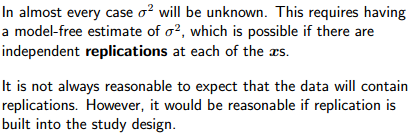 In almost every case σ² will be unknown. This requires having
a model-free estimate of σ², which is possible if there are
independent replications at each of the xs.
It is not always reasonable to expect that the data will contain
replications. However, it would be reasonable if replication is
built into the study design.